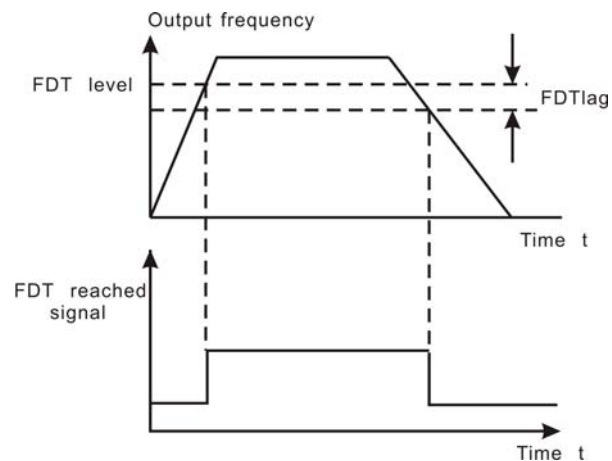 Output frequency
FDT level
FDTlag
Time t
FDT reached
signal
Time t